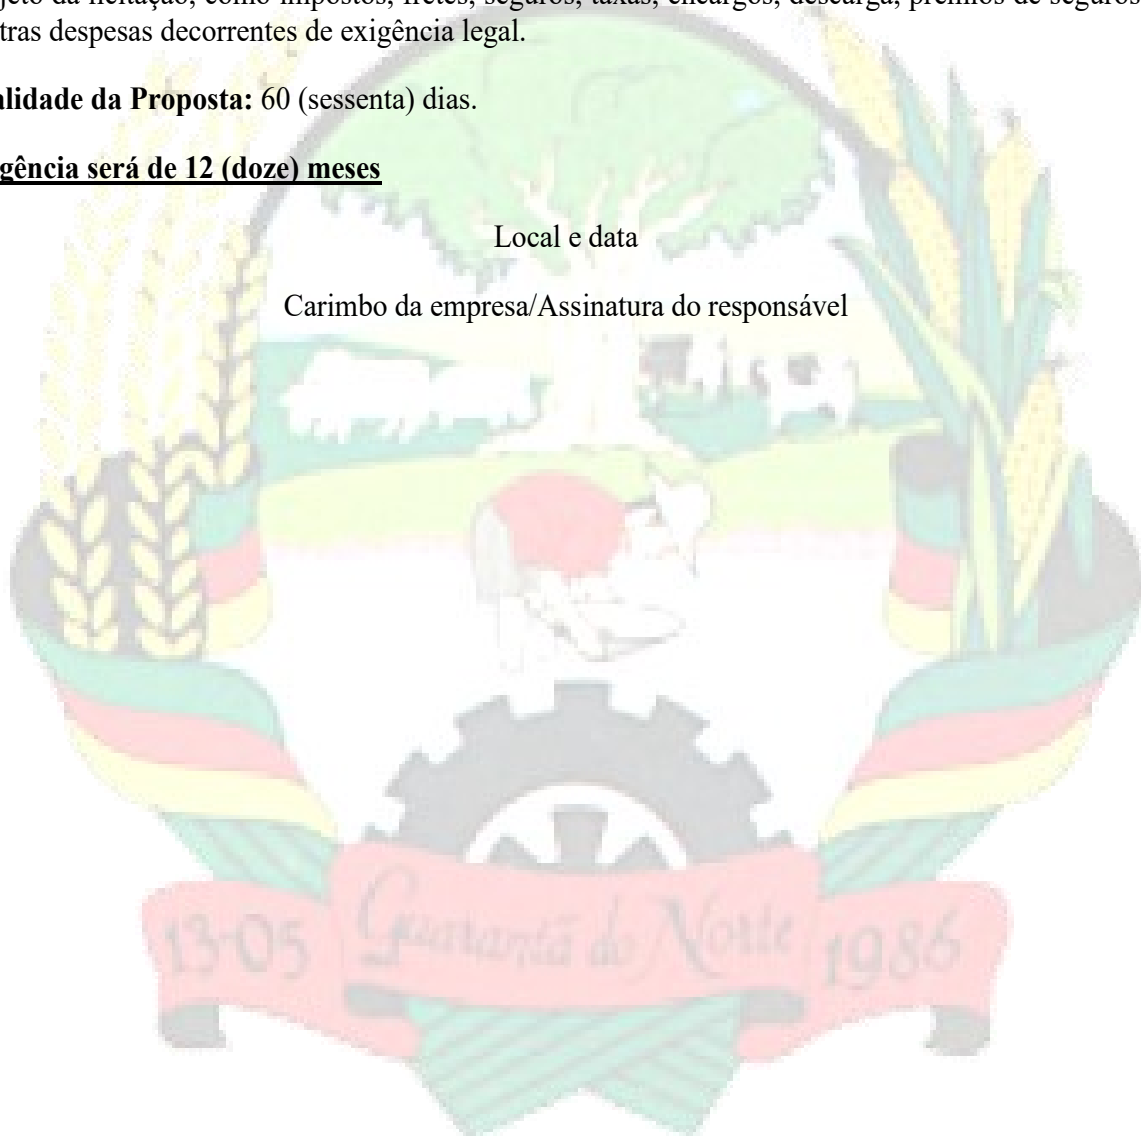 jeto da licitação, como impostos, fretes, seguros, taxas, encargos, descarga, prêmios de seguros
tras despesas decorrentes de exigência legal.
alidade da Proposta: 60 (sessenta) dias.
gência será de 12 (doze) meses
Local e data
Carimbo da empresa/Assinatura do responsável
13-05 Guarantã do Norte 1986